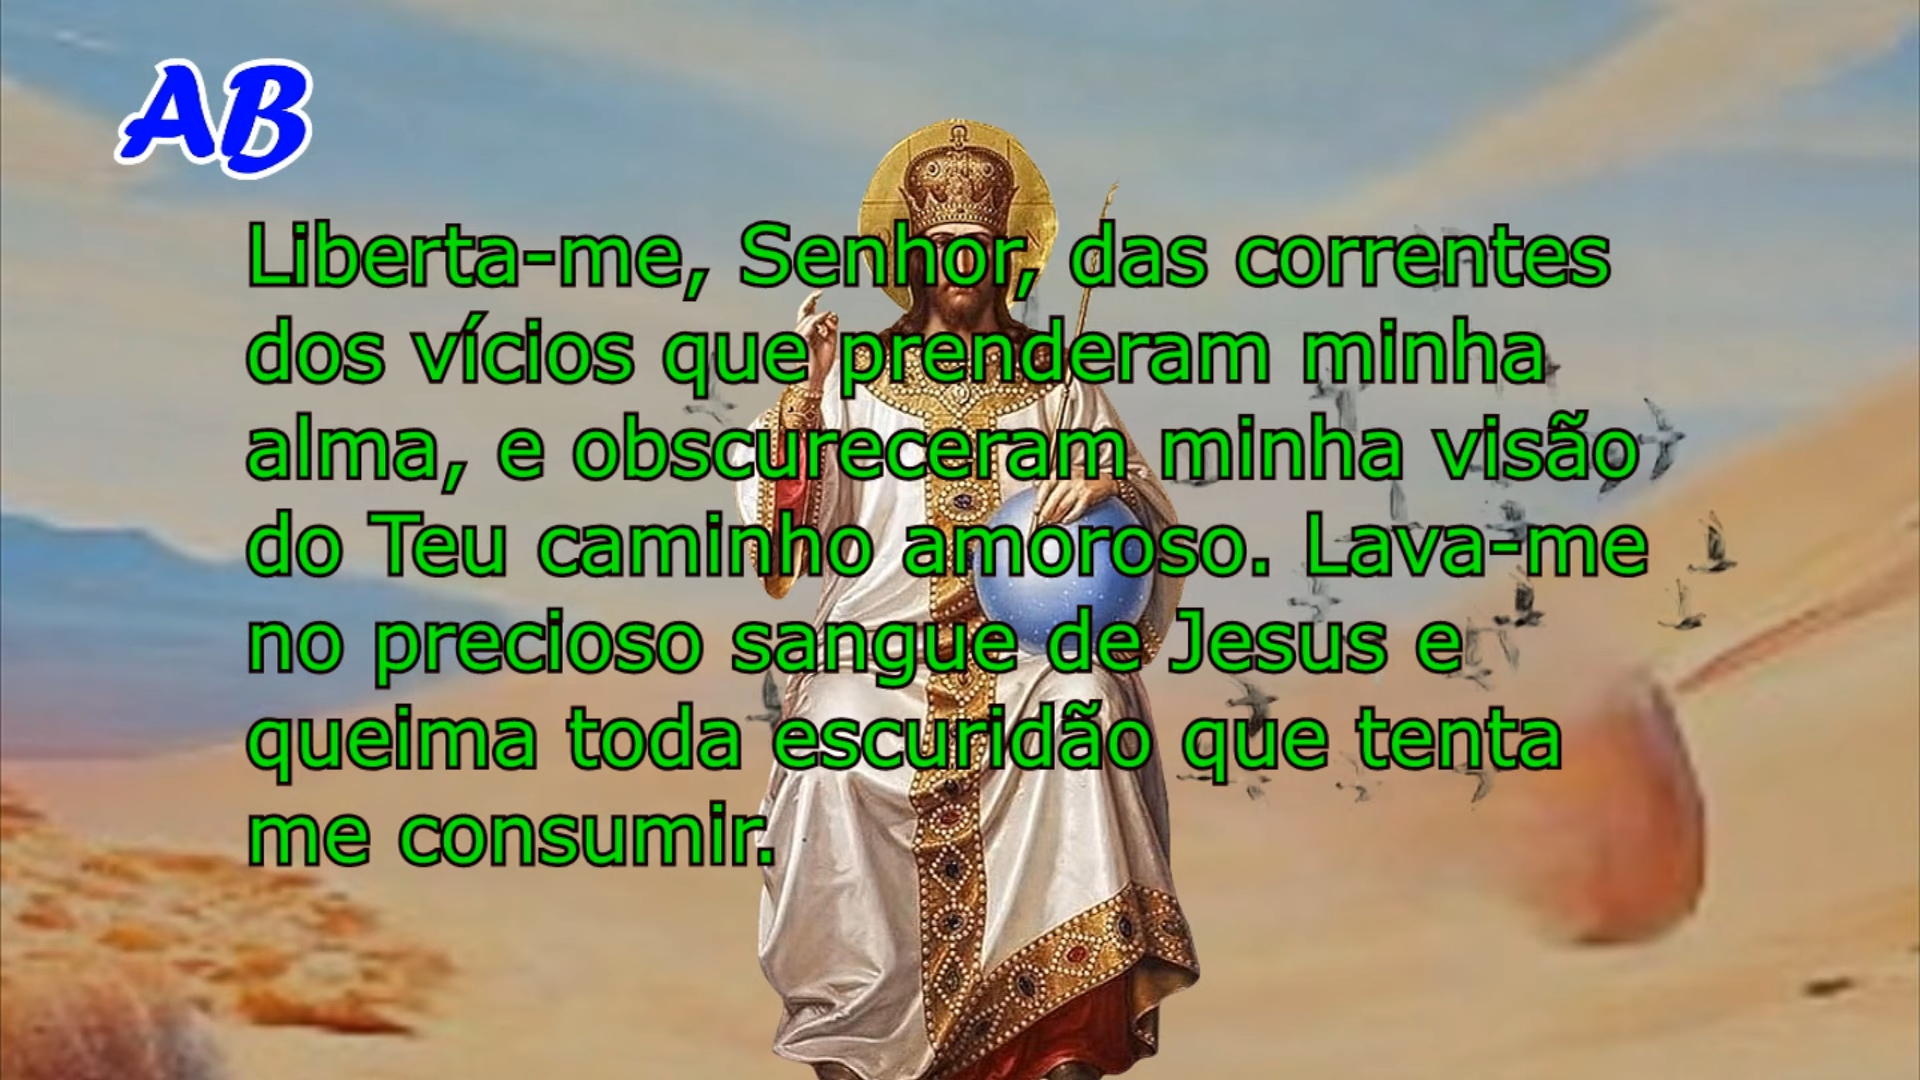 AB
Liberta-me, Senhor, das correntes
dos vícios que prenderam minha
alma, e obscureceram minha visão
do Teu caminho amoroso. Lava-me
no precioso sangue de Jesus e
queima toda escuridão que tenta
me consumir.